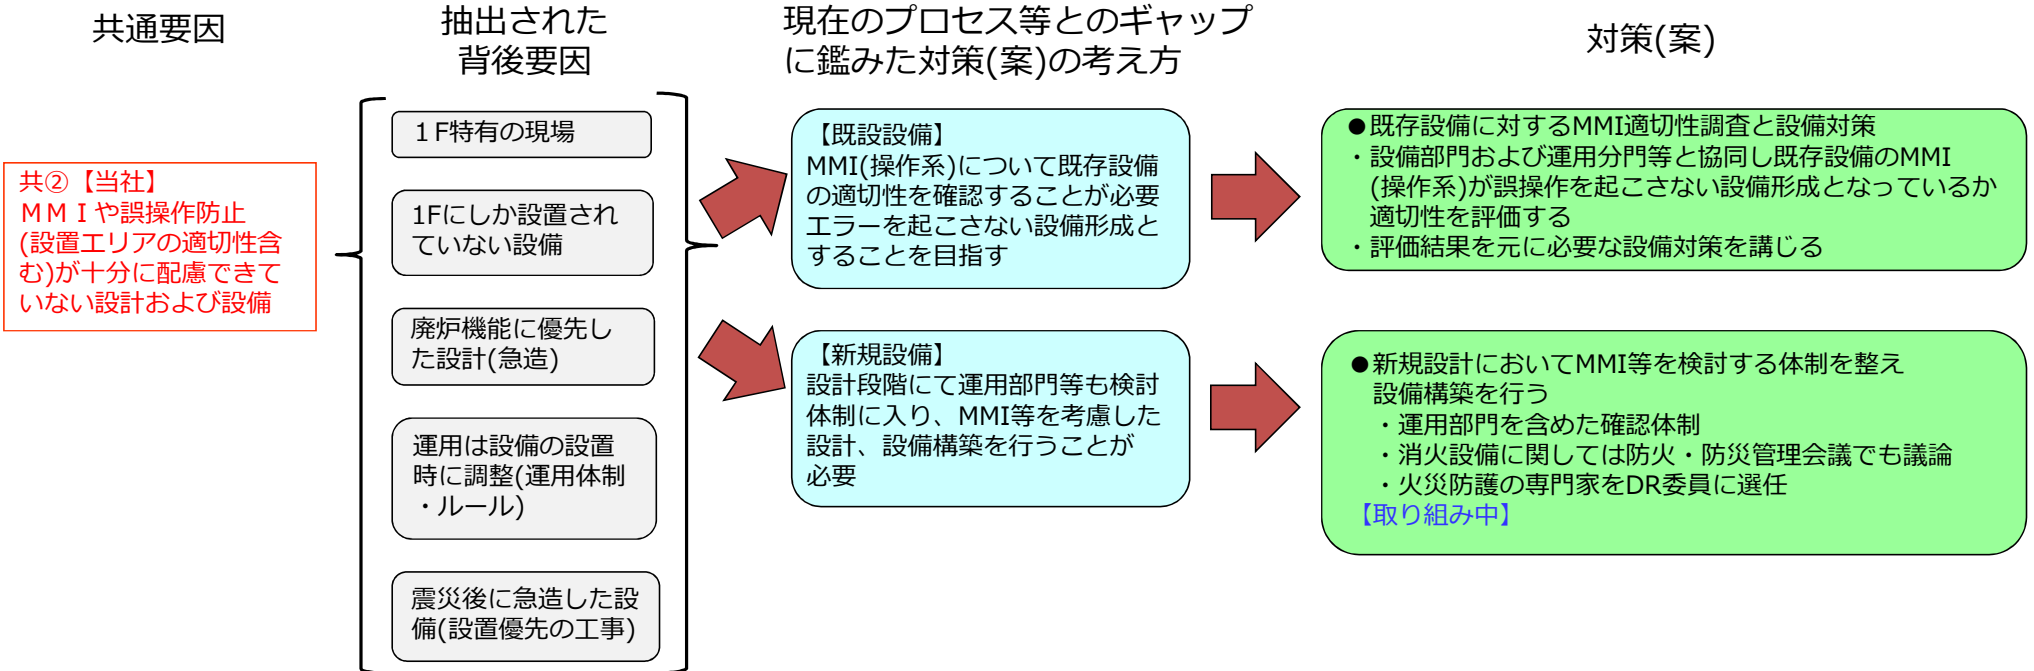 共通要因
抽出された
背後要因
現在のプロセス等とのギャップ
に鑑みた対策(案)の考え方
対策(案)
共②【当社】
ＭＭＩや誤操作防止
(設置エリアの適切性含
む)が十分に配慮できて
いない設計および設備
１F特有の現場
1Fにしか設置され
ていない設備
廃炉機能に優先し
た設計(急造)
運用は設備の設置
時に調整(運用体制
・ルール)
震災後に急造した設
備(設置優先の工事)
【既設設備】
MMI(操作系)について既存設備
の適切性を確認することが必要
エラーを起こさない設備形成と
することを目指す
【新規設備】
設計段階にて運用部門等も検討
体制に入り、MMI等を考慮した
設計、設備構築を行うことが
必要
●既存設備に対するMMI適切性調査と設備対策
・設備部門および運用分門等と協同し既存設備のMMI
(操作系)が誤操作を起こさない設備形成となっているか
適切性を評価する
・評価結果を元に必要な設備対策を講じる
●新規設計においてMMI等を検討する体制を整え
設備構築を行う
・運用部門を含めた確認体制
・消火設備に関しては防火・防災管理会議でも議論
・火災防護の専門家をDR委員に選任
【取り組み中】